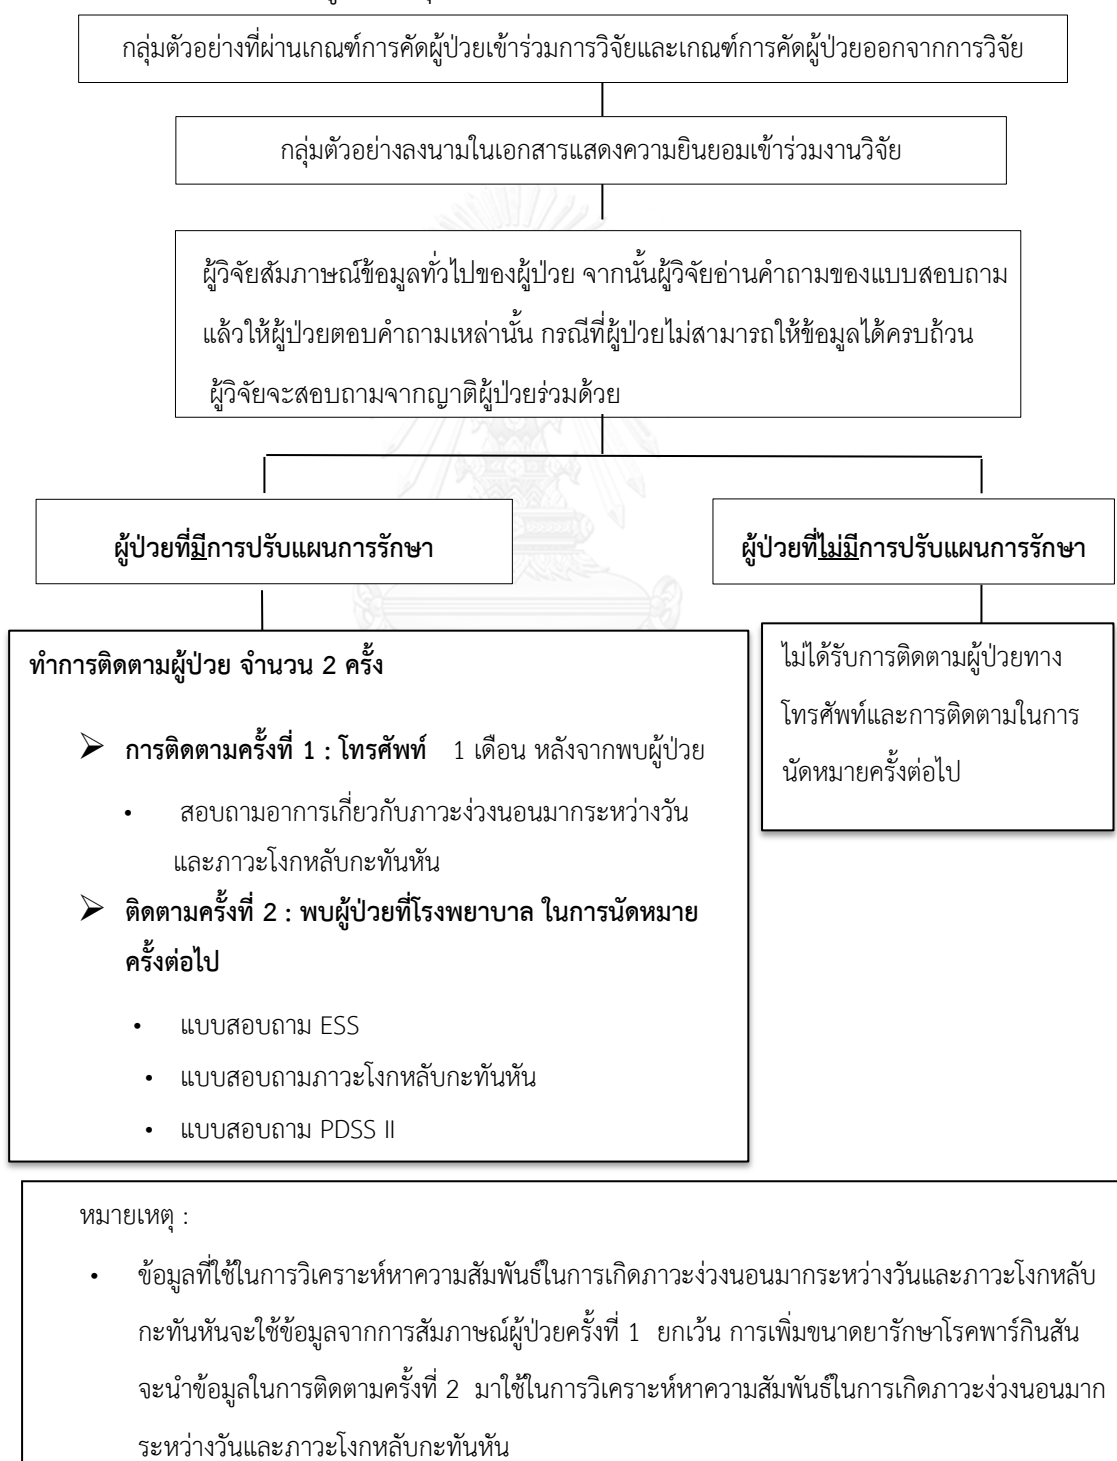 กลุ่มตัวอย่างที่ผ่านเกณฑ์การคัดผู้ป่วยเข้าร่วมการวิจัยและเกณฑ์การคัดผู้ป่วยออกจากการวิจัย
กลุ่มตัวอย่างลงนามในเอกสารแสดงความยินยอมเข้าร่วมงานวิจัย
ผู้วิจัยสัมภาษณ์ข้อมูลทั่วไปของผู้ป่วย จากนั้นผู้วิจัยอ่านคำถามของแบบสอบถาม
แล้วให้ผู้ป่วยตอบคำถามเหล่านั้น กรณีที่ผู้ป่วยไม่สามารถให้ข้อมูลได้ครบถ้วน
ผู้วิจัยจะสอบถามจากญาติผู้ป่วยร่วมด้วย
ผู้ป่วยที่มีการปรับแผนการรักษา
ผู้ป่วยที่ไม่มีการปรับแผนการรักษา
ทำการติดตามผู้ป่วย จำนวน 2 ครั้ง
➢ การติดตามครั้งที่ 1 : โทรศัพท์ 1 เดือน หลังจากพบผู้ป่วย
• สอบถามอาการเกี่ยวกับภาวะง่วงนอนมากระหว่างวัน
และภาวะโงกหลับกะทันหัน
➢ ติดตามครั้งที่ 2 : พบผู้ป่วยที่โรงพยาบาล ในการนัดหมาย
ครั้งต่อไป
• แบบสอบถาม ESS
• แบบสอบถามภาวะโงกหลับกะทันหัน
• แบบสอบถาม PDSS II
ไม่ได้รับการติดตามผู้ป่วยทาง
โทรศัพท์และการติดตามในการ
นัดหมายครั้งต่อไป
หมายเหตุ :
• ข้อมูลที่ใช้ในการวิเคราะห์หาความสัมพันธ์ในการเกิดภาวะง่วงนอนมากระหว่างวันและภาวะโงกหลับ
กะทันหันจะใช้ข้อมูลจากการสัมภาษณ์ผู้ป่วยครั้งที่ 1 ยกเว้น การเพิ่มขนาดยารักษาโรคพาร์กินสัน
จะนำข้อมูลในการติดตามครั้งที่ 2 มาใช้ในการวิเคราะห์หาความสัมพันธ์ในการเกิดภาวะง่วงนอนมาก
ระหว่างวันและภาวะโงกหลับกะทันหัน